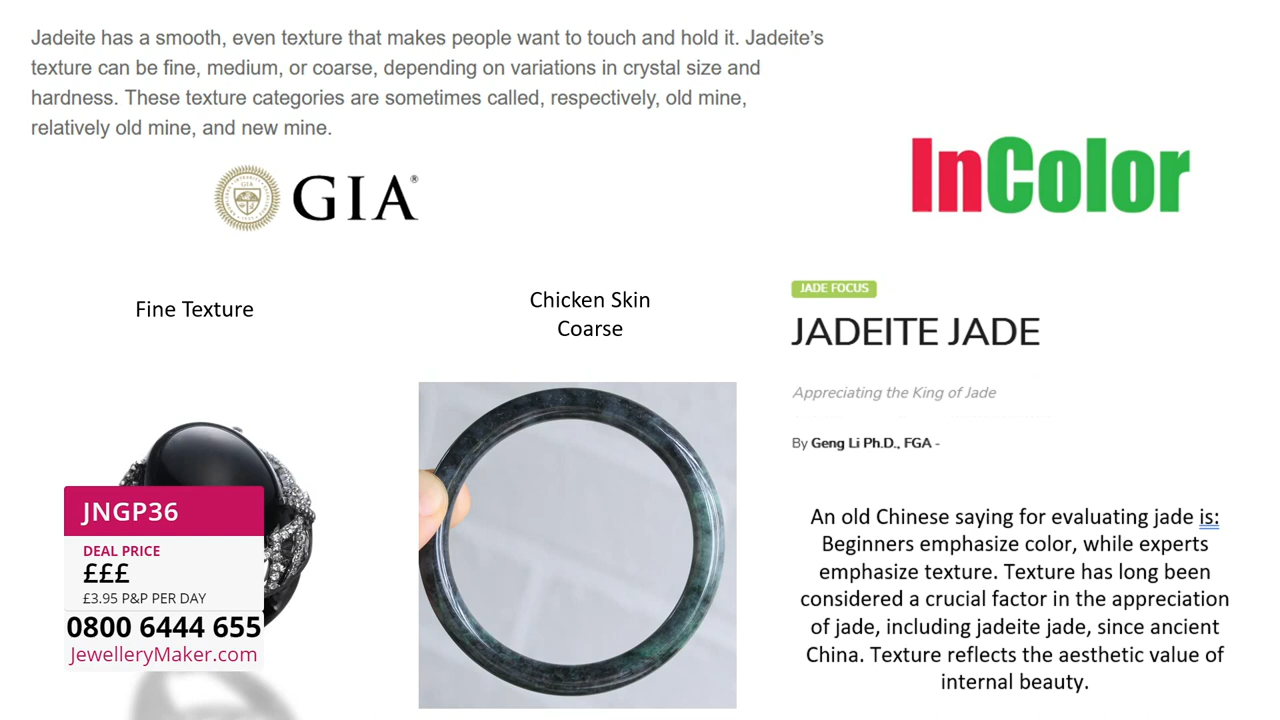 Jadeite has a smooth, even texture that makes people want to touch and hold it. Jadeite's
texture can be fine, medium, or coarse, depending on variations in crystal size and
hardness. These texture categories are sometimes called, respectively, old mine,
relatively old mine, and new mine.
GIA®
InColor
Fine Texture
Chicken Skin
Coarse
JADE FOCUS
JADEITE JADE
Appreciating the King of Jade
By Geng Li Ph.D., FGA -
JNGP36
DEAL PRICE
£££
£3.95 P&P PER DAY
0800 6444 655
JewelleryMaker.com
An old Chinese saying for evaluating jade is:
Beginners emphasize color, while experts
emphasize texture. Texture has long been
considered a crucial factor in the appreciation
of jade, including jadeite jade, since ancient
China. Texture reflects the aesthetic value of
internal beauty.